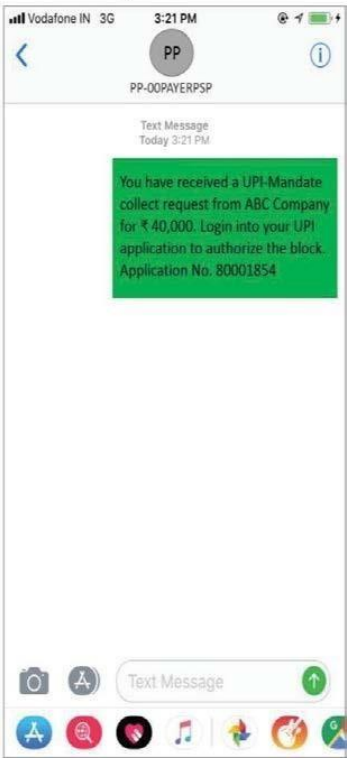 Vodafone IN 3G 3:21 PM
PP
PP-00PAYERPSP
Text Message
Today 3:21 PM
You have received a UPI-Mandate
collect request from ABC Company
for ₹ 40,000. Login into your UPI
application to authorize the block.
Application No. 80001854
Text Message